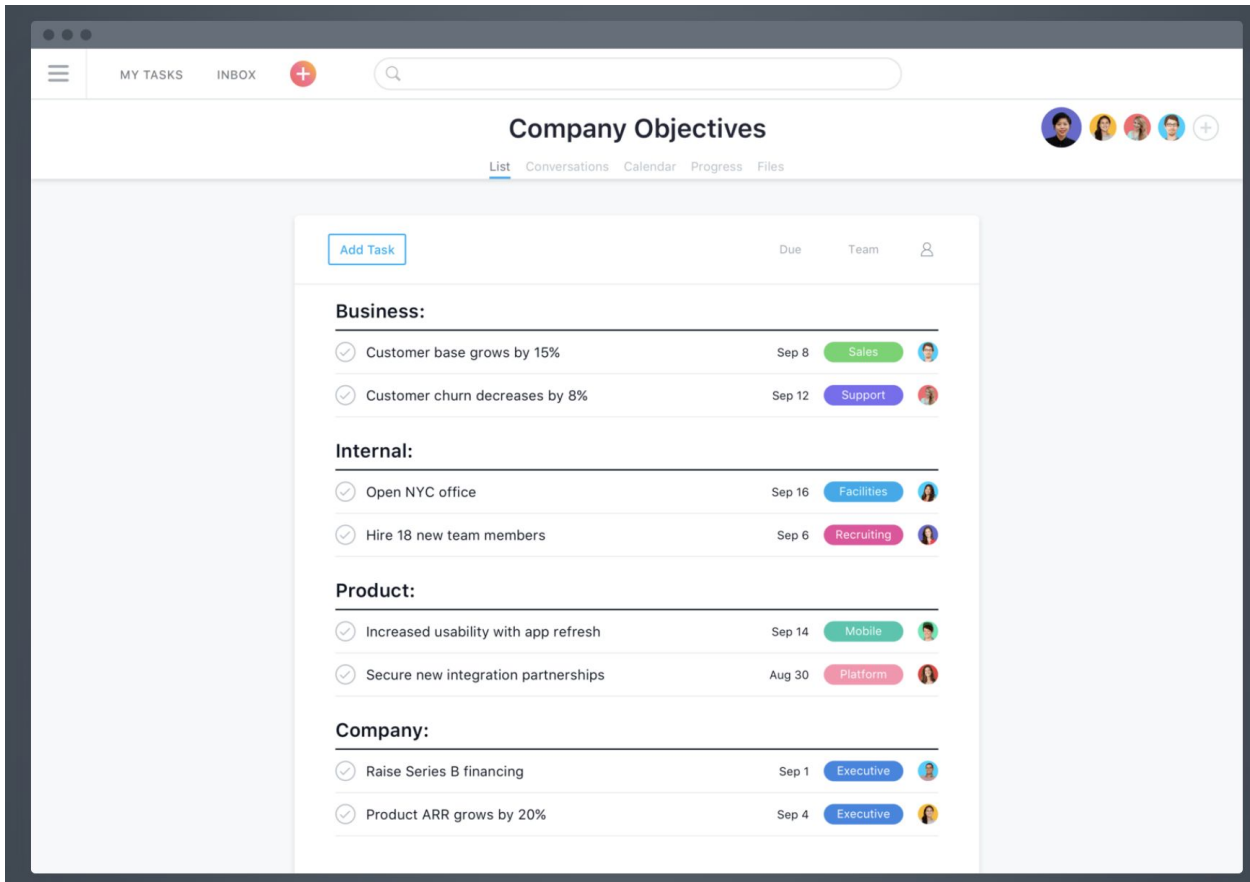 MY TASKS INBOX
Company Objectives
List Conversations Calendar Progress Files
Add Task Due Team
Business:
Customer base grows by 15% Sep 8 Sales
Customer churn decreases by 8% Sep 12 Support
Internal:
Open NYC office Sep 16 Facilities
Hire 18 new team members Sep 6 Recruiting
Product:
Increased usability with app refresh Sep 14 Mobile
Secure new integration partnerships Aug 30 Platform
Company:
Raise Series B financing Sep 1 Executive
Product ARR grows by 20% Sep 4 Executive